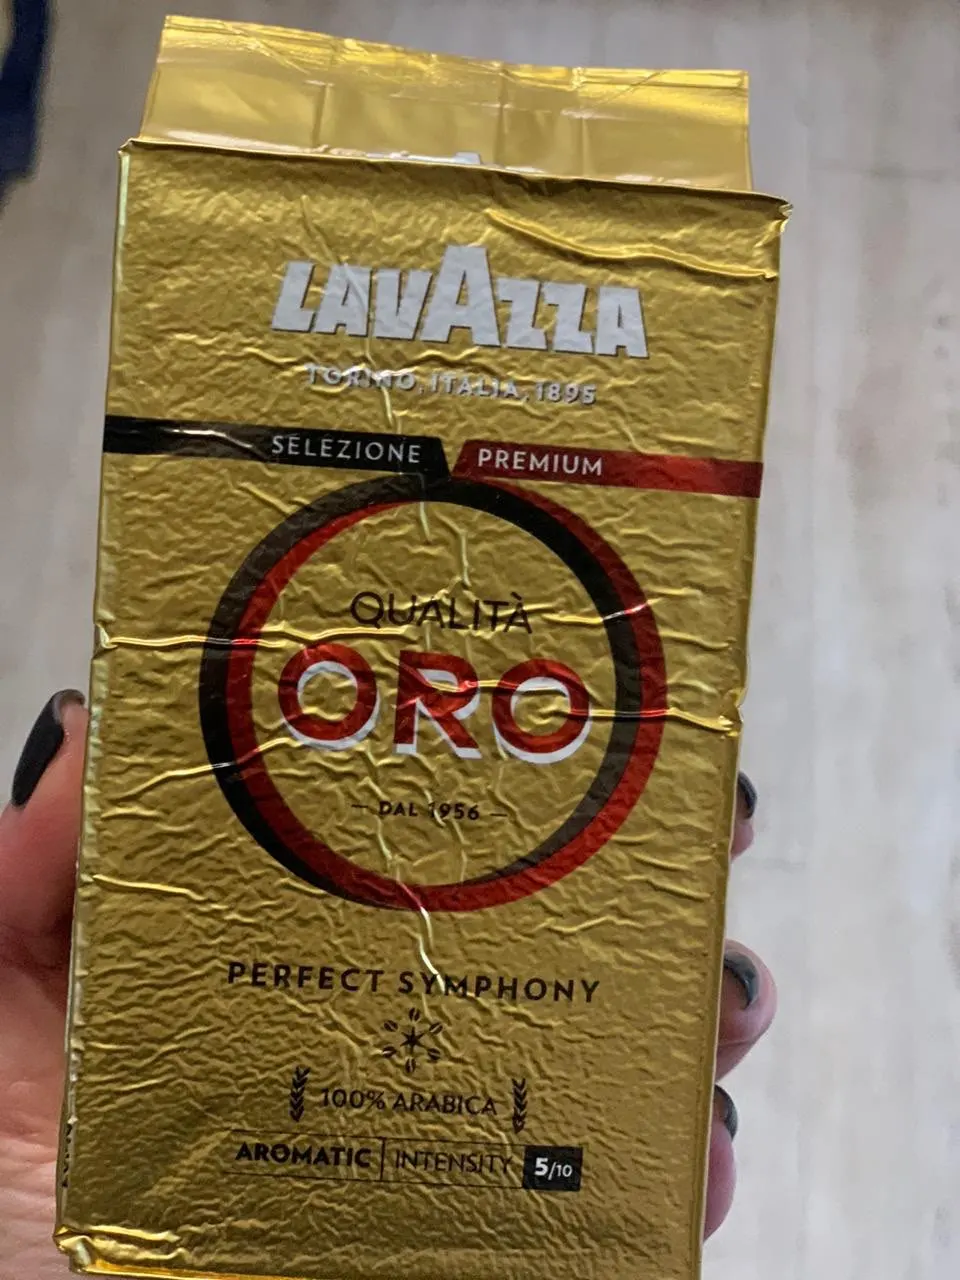 LAVAZZA
TORINO, ITALIA, 1895
SELEZIONE PREMIUM
QUALITÀ
ORO
— DAL 1956 —
PERFECT SYMPHONY
100% ARABICA
AROMATIC | INTENSITY 5/10